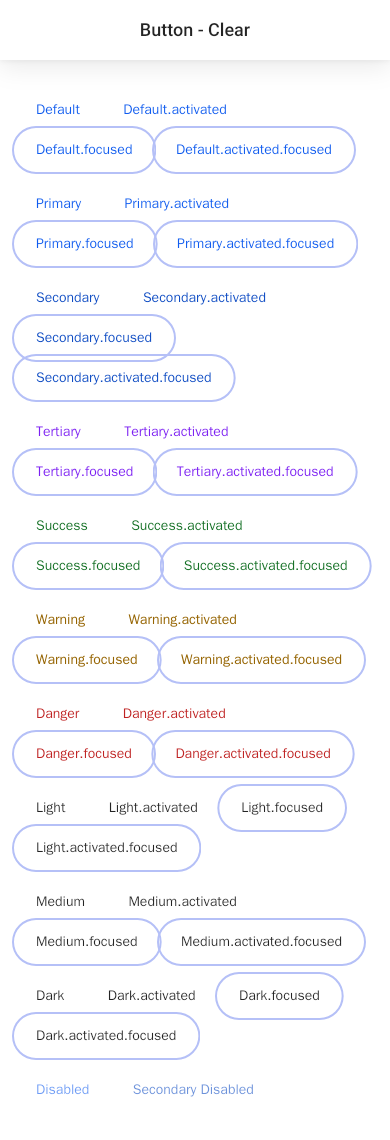 Button - Clear
Default Default.activated
Default.focused Default.activated.focused
Primary Primary.activated
Primary.focused Primary.activated.focused
Secondary Secondary.activated
Secondary.focused
Secondary.activated.focused
Tertiary Tertiary.activated
Tertiary.focused Tertiary.activated.focused
Success Success.activated
Success.focused Success.activated.focused
Warning Warning.activated
Warning.focused Warning.activated.focused
Danger Danger.activated
Danger.focused Danger.activated.focused
Light Light.activated Light.focused
Light.activated.focused
Medium Medium.activated
Medium.focused Medium.activated.focused
Dark Dark.activated Dark.focused
Dark.activated.focused
Disabled Secondary Disabled